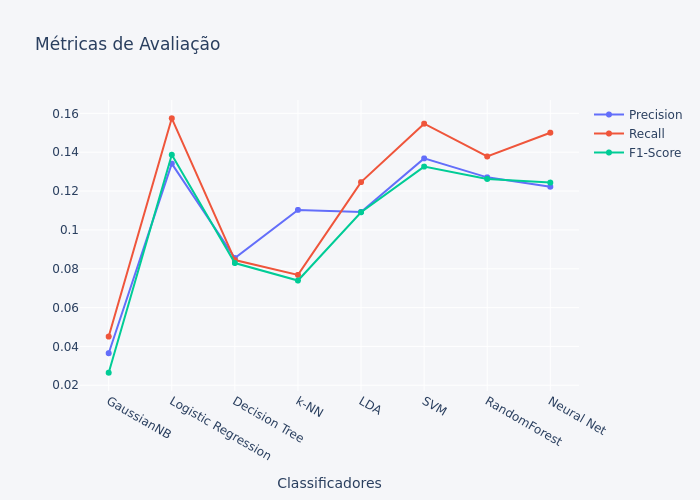 Métricas de Avaliação
Precision
Recall
F1-Score
0.16
0.14
0.12
0.1
0.08
0.06
0.04
0.02
GaussianNB
Logistic Regression
Decision Tree
k-NN
LDA
SVM
RandomForest
Neural Net
Classificadores